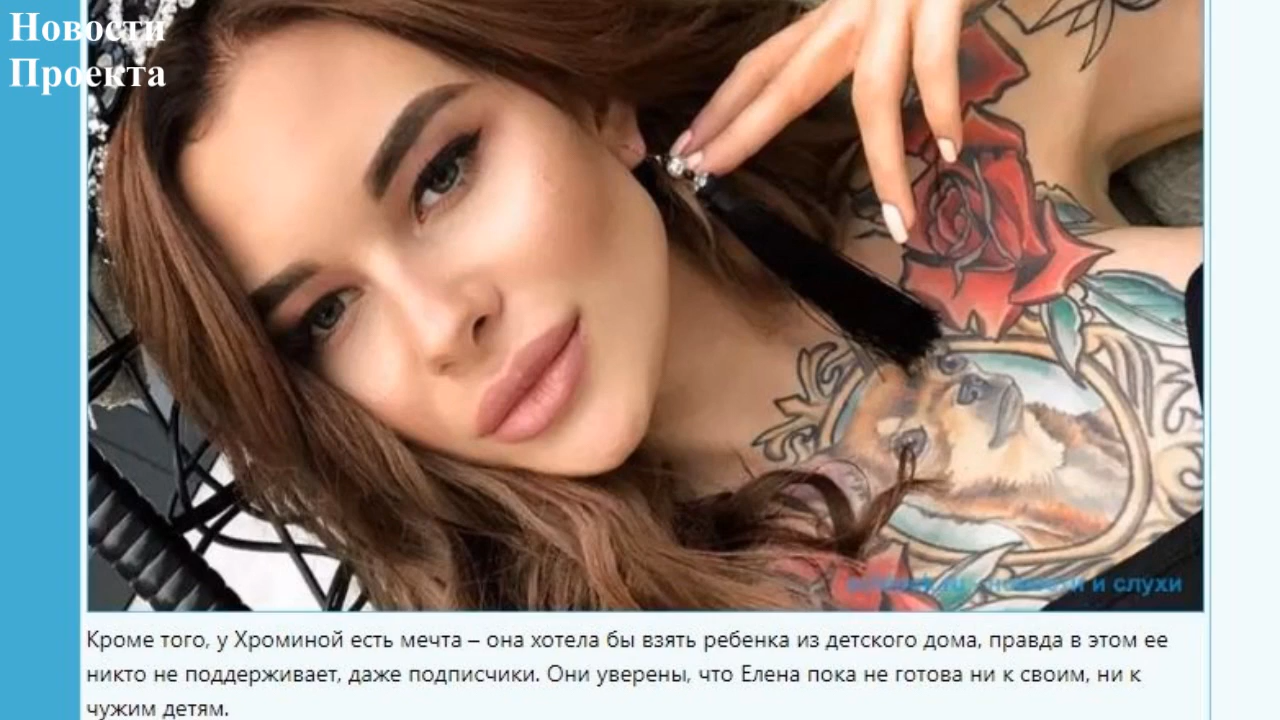 Новости
Проекта
новости и слухи
Кроме того, у Хроминой есть мечта – она хотела бы взять ребенка из детского дома, правда в этом ее
никто не поддерживает, даже подписчики. Они уверены, что Елена пока не готова ни к своим, ни к
чужим детям.